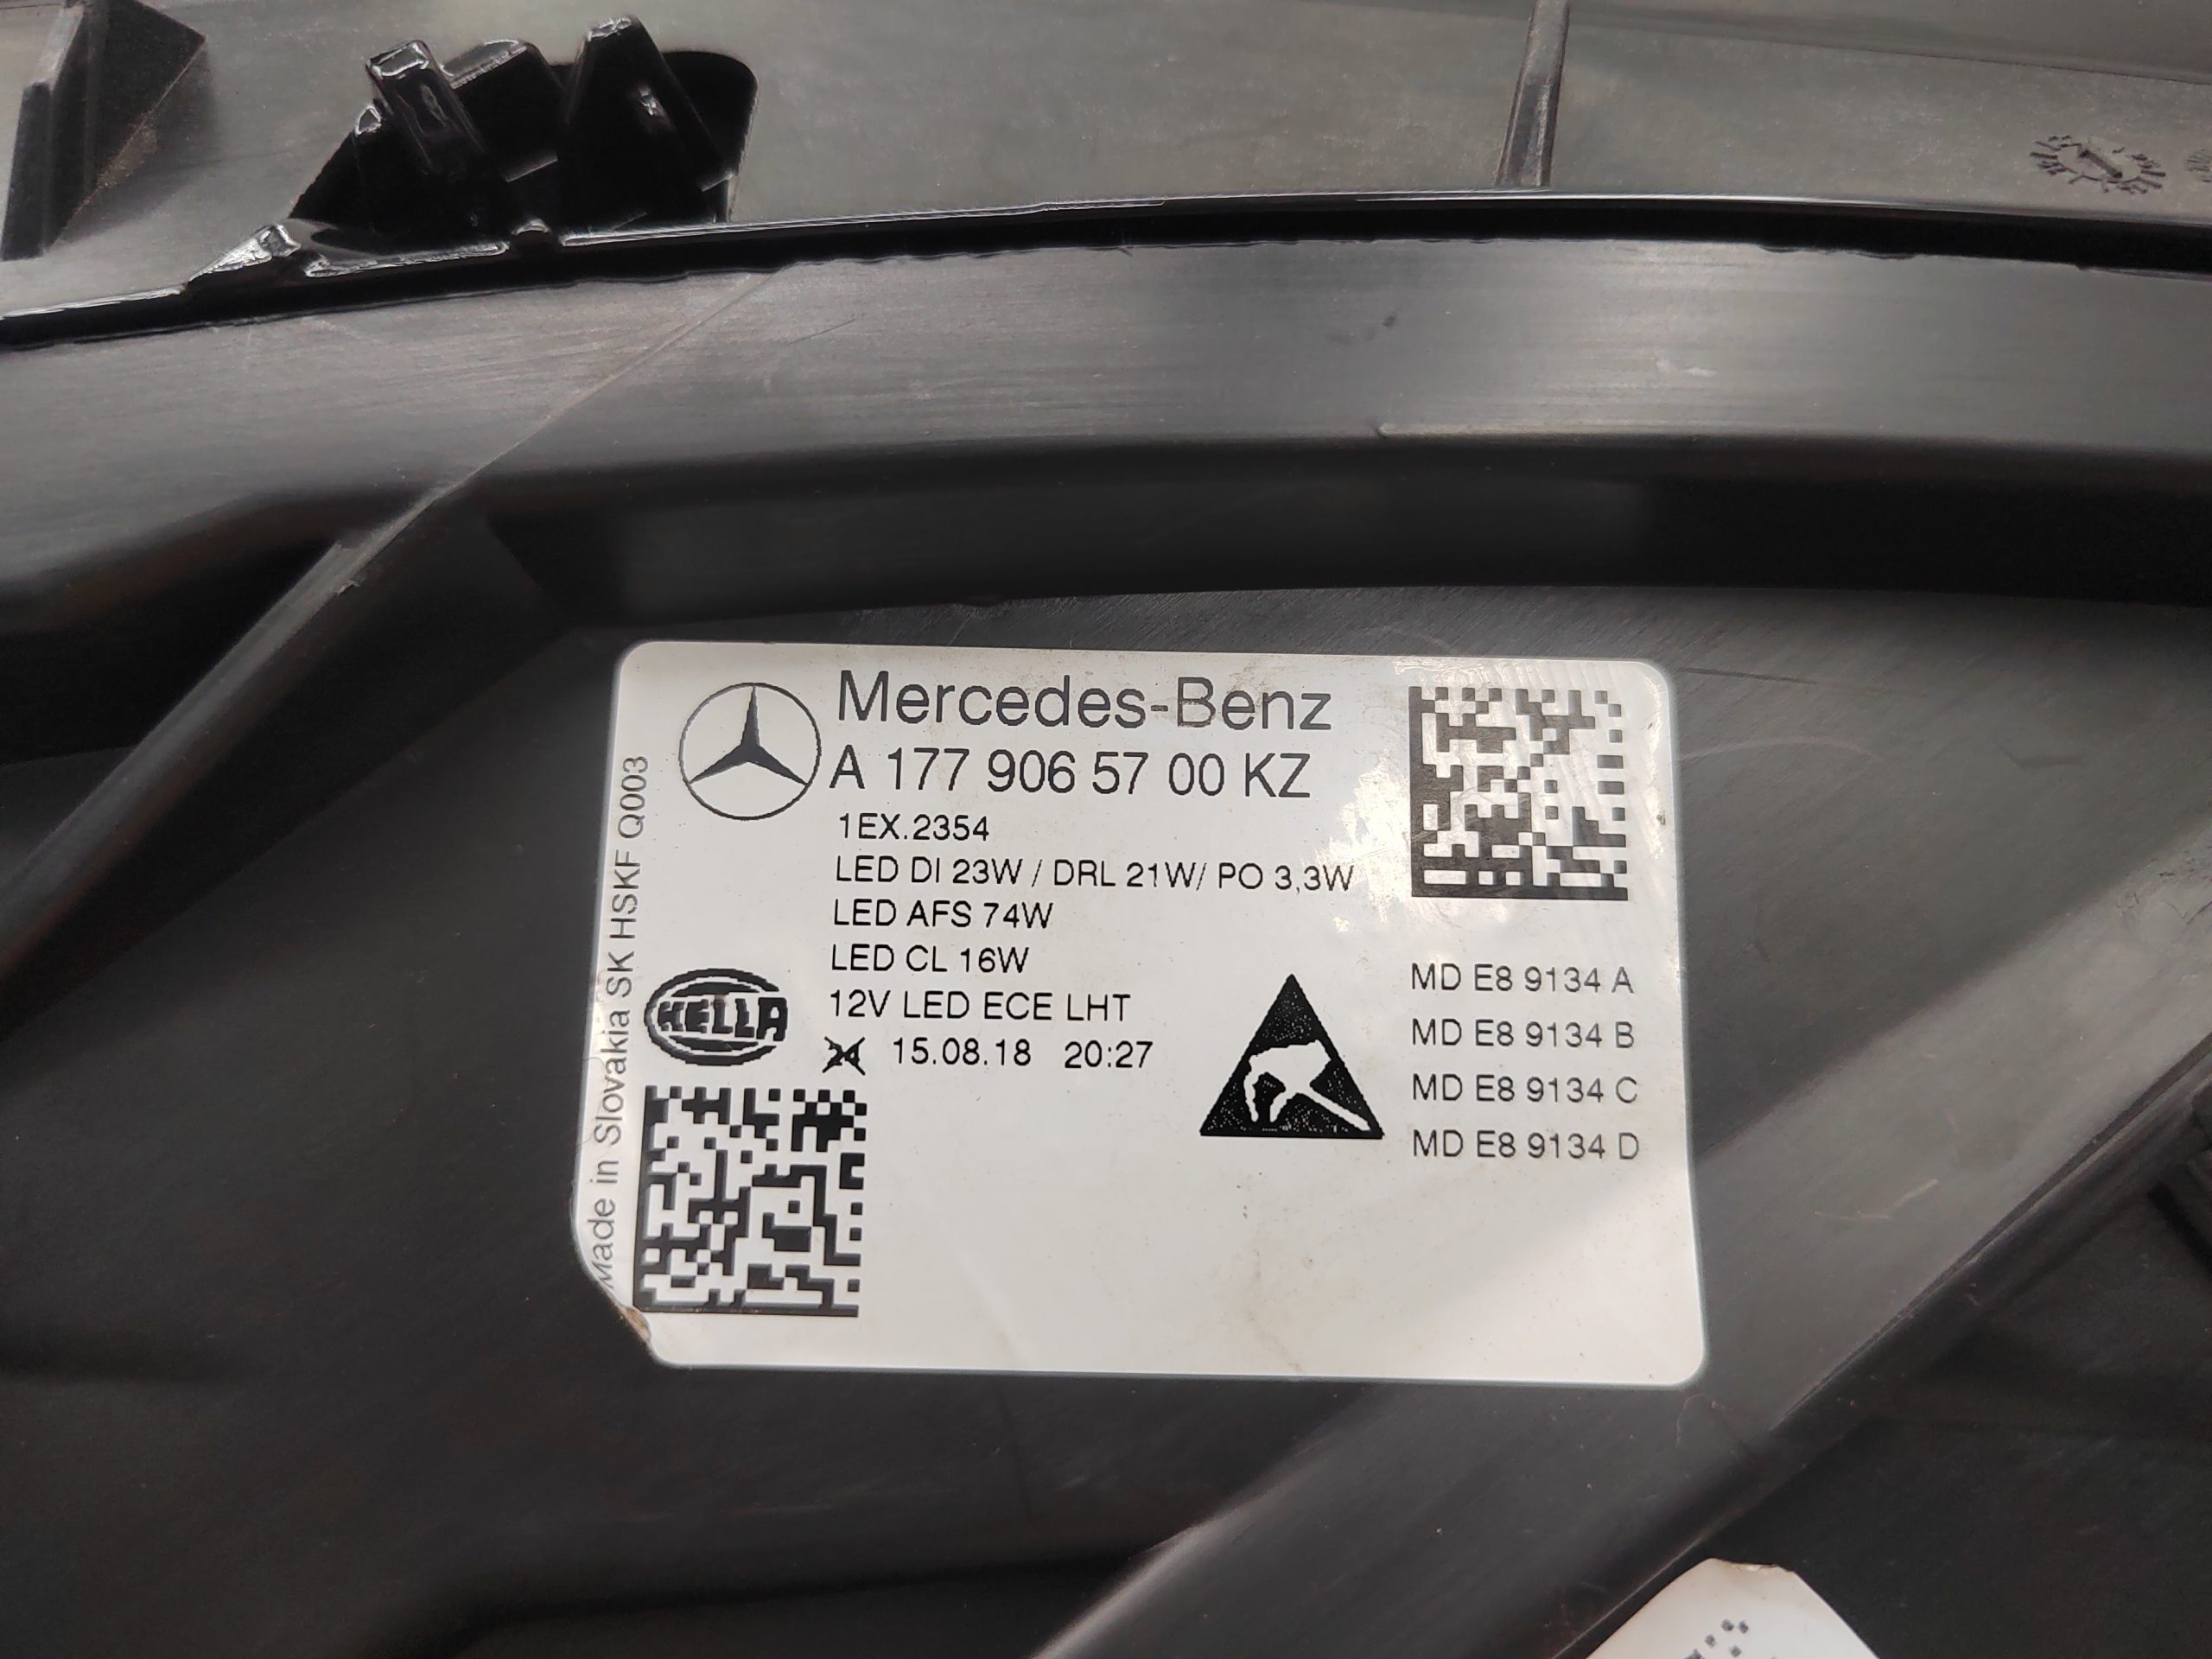 Mercedes-Benz
A 177 906 57 00 KZ
1EX.2354
LED DI 23W / DRL 21W/ PO 3,3W
LED AFS 74W
LED CL 16W
12V LED ECE LHT
24 15.08.18 20:27
HELLA
Made in Slovakia SK HSKF Q003
MD E8 9134 A
MD E8 9134 B
MD E8 9134 C
MD E8 9134 D